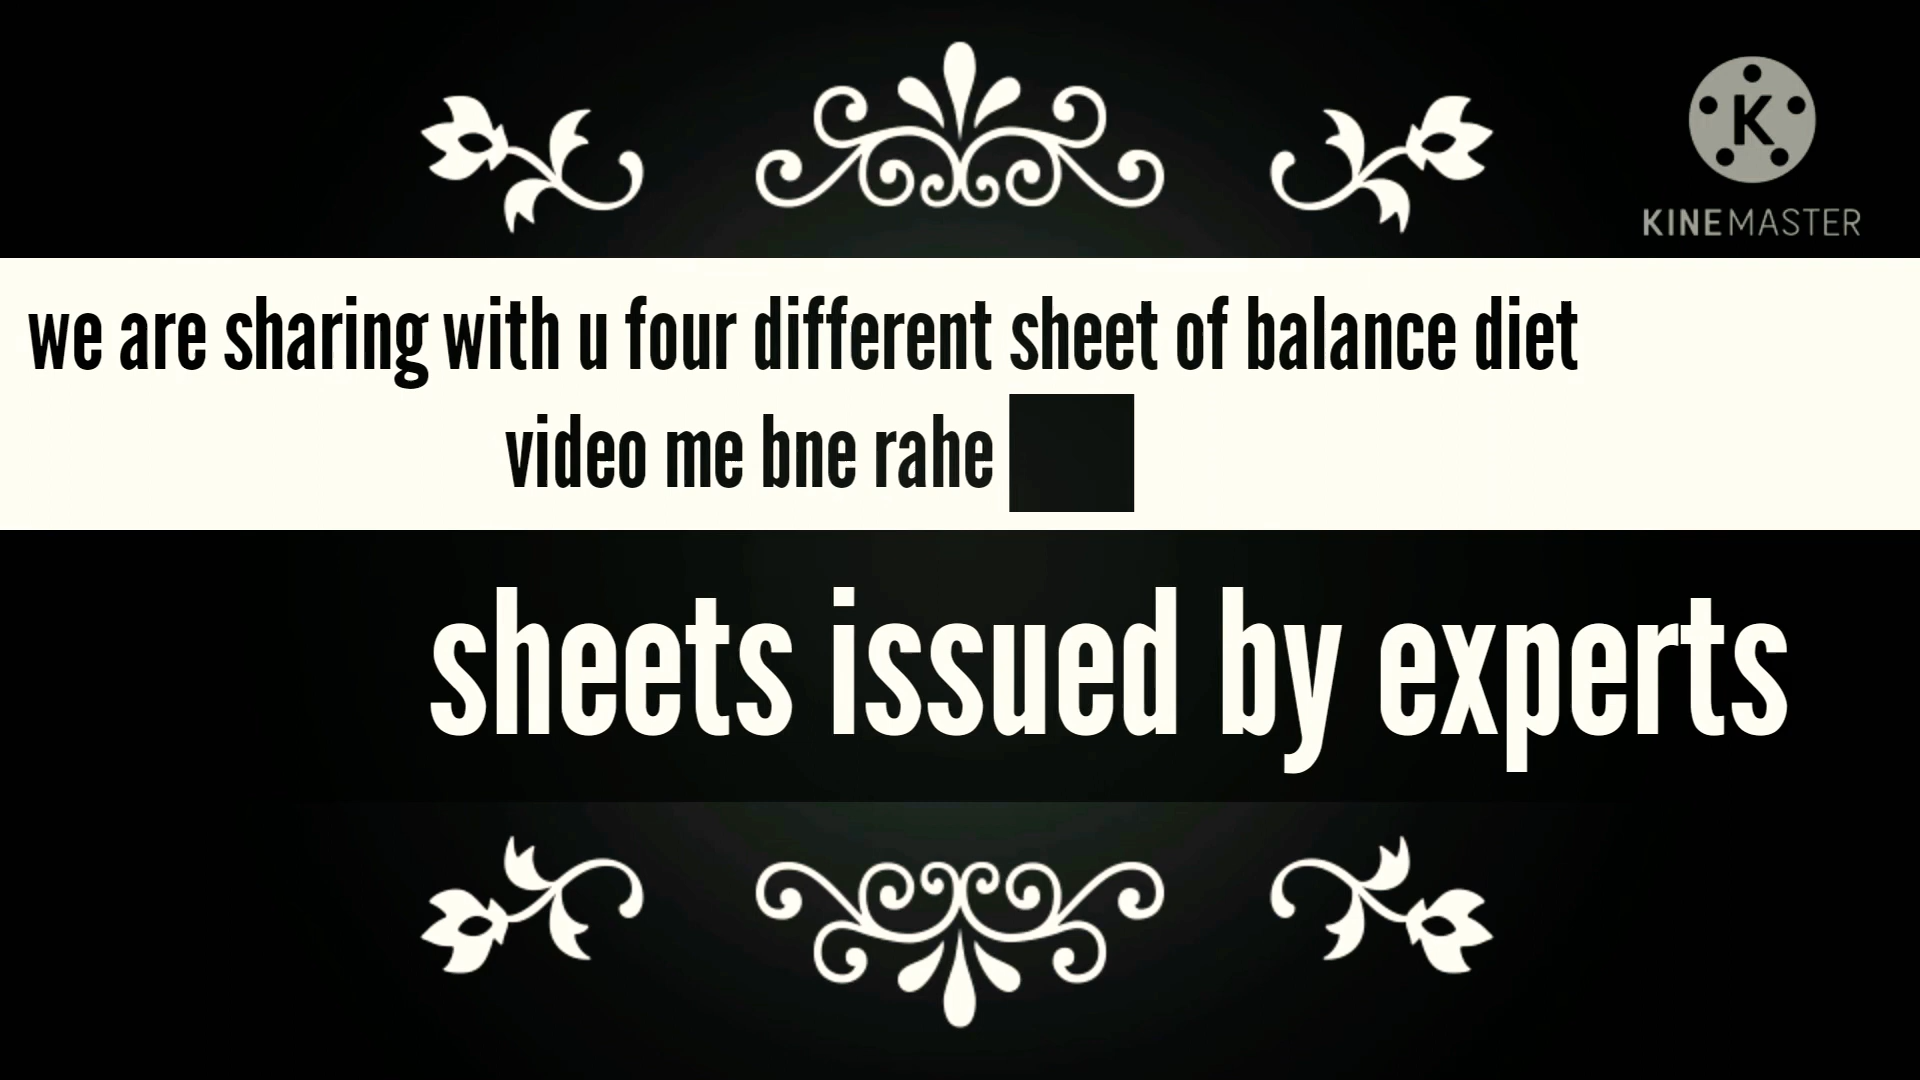 K
KINEMASTER
we are sharing with u four different sheet of balance diet
video me bne rahe
sheets issued by experts